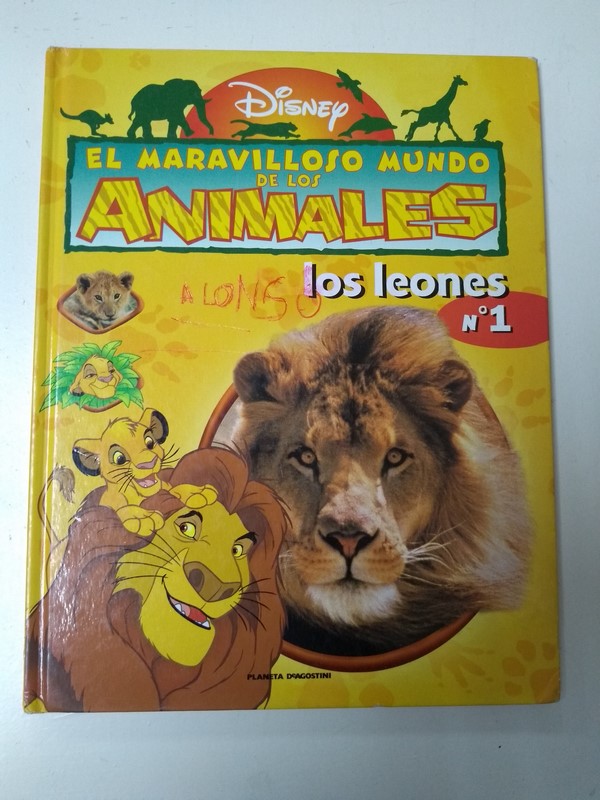 Disney
EL MARAVILLOSO MUNDO
DE LOS
ANIMALES
ALONSO
los leones
Nº1
PLANETA DEAGOSTINI